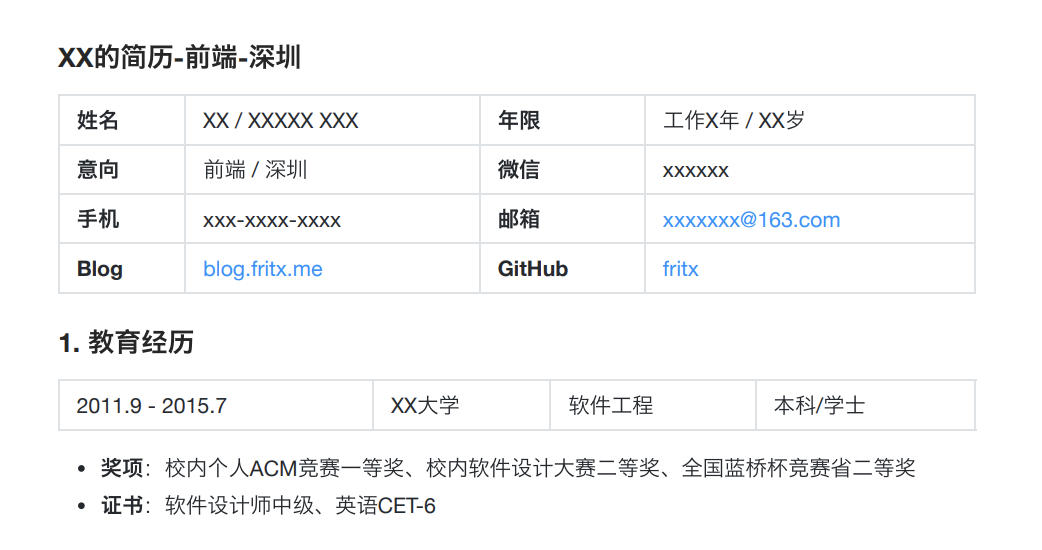 XX的简历-前端-深圳
姓名 XX / XXXXX XXX 年限 工作X年 / XX岁
意向 前端 / 深圳 微信 xxxxxx
手机 xxx-xxxx-xxxx 邮箱 xxxxxxx@163.com
Blog blog.fritx.me GitHub fritx
1. 教育经历
2011.9 - 2015.7 XX大学 软件工程 本科/学士
• 奖项：校内个人ACM竞赛一等奖、校内软件设计大赛二等奖、全国蓝桥杯竞赛省二等奖
• 证书：软件设计师中级、英语CET-6